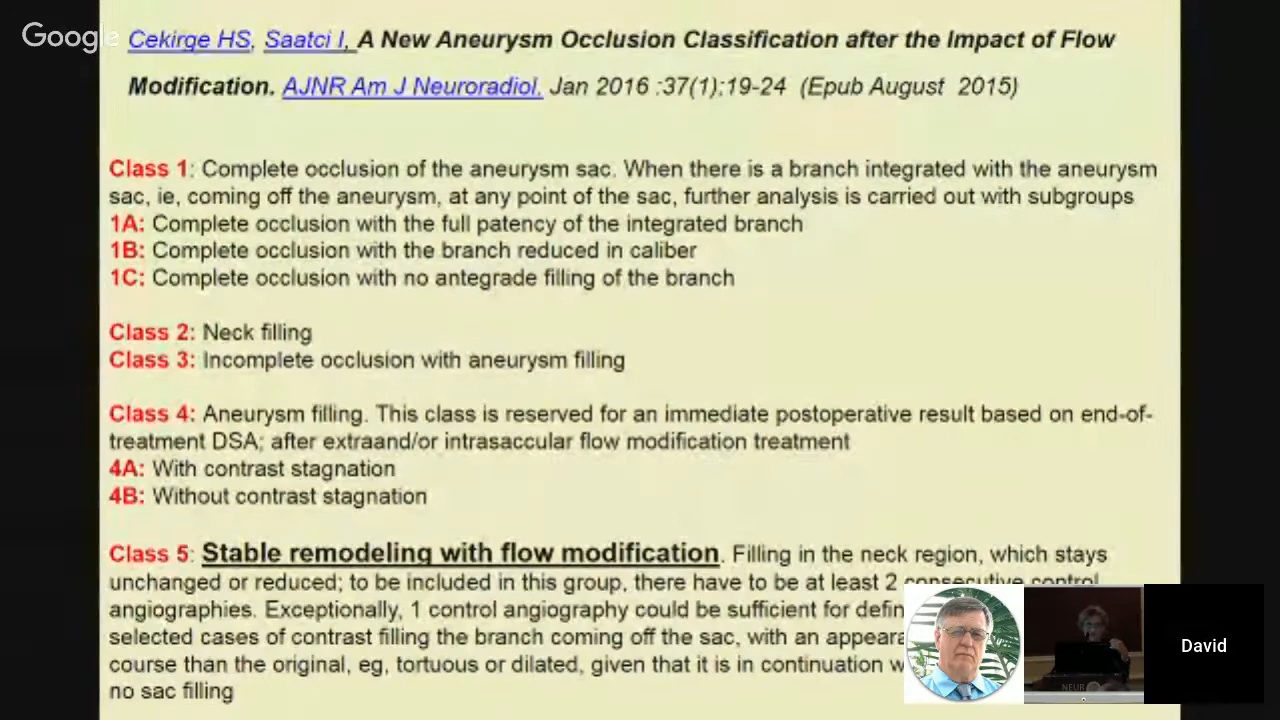 Google
Cekirge HS, Saatci I, A New Aneurysm Occlusion Classification after the Impact of Flow
Modification. AJNR Am J Neuroradiol. Jan 2016 :37(1):19-24 (Epub August 2015)
Class 1: Complete occlusion of the aneurysm sac. When there is a branch integrated with the aneurysm
sac, ie, coming off the aneurysm, at any point of the sac, further analysis is carried out with subgroups
1A: Complete occlusion with the full patency of the integrated branch
1B: Complete occlusion with the branch reduced in caliber
1C: Complete occlusion with no antegrade filling of the branch
Class 2: Neck filling
Class 3: Incomplete occlusion with aneurysm filling
Class 4: Aneurysm filling. This class is reserved for an immediate postoperative result based on end-of-
treatment DSA; after extraand/or intrasaccular flow modification treatment
4A: With contrast stagnation
4B: Without contrast stagnation
Class 5: Stable remodeling with flow modification. Filling in the neck region, which stays
unchanged or reduced; to be included in this group, there have to be at least 2 consecutive control
angiographies. Exceptionally, 1 control angiography could be sufficient for
selected cases of contrast filling the branch coming off the sac, with an
course than the original, eg, tortuous or dilated, given that it is in continuation
no sac filling
NEUR
David